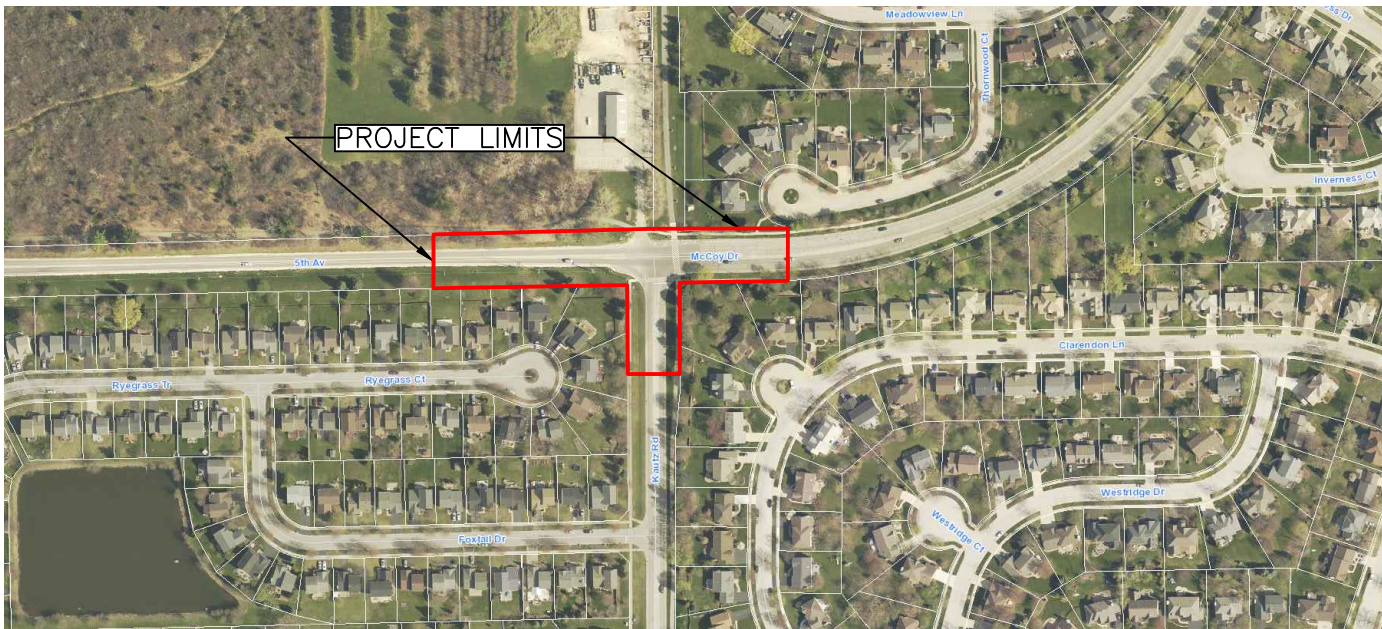 Meadowview Ln
Thornwood Ct
PROJECT LIMITS
Inverness Ct
5th Av
McCoy Dr
Clarendon Ln
Ryegrass Tr
Ryegrass Ct
Kautz Rd
Westridge Dr
Westridge Ct
Foxtail Dr